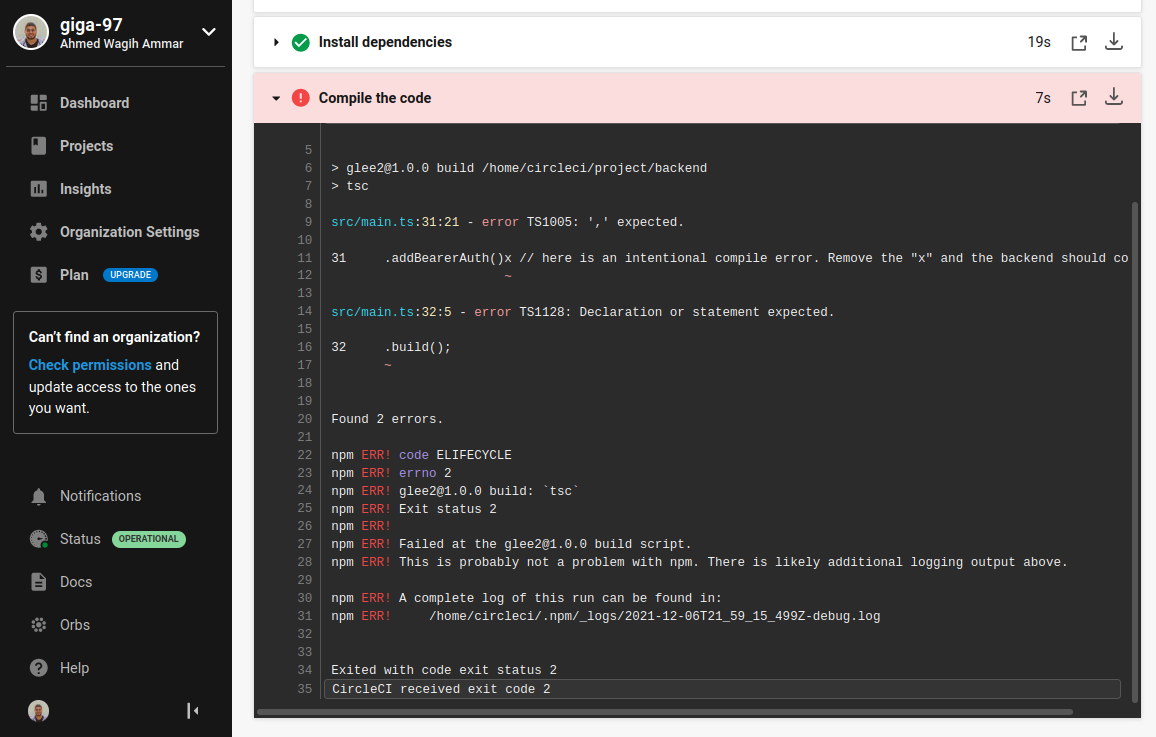 giga-97
Ahmed Wagih Ammar
Dashboard
Projects
Insights
Organization Settings
Plan UPGRADE
Can't find an organization?
Check permissions and
update access to the ones
you want.
Notifications
Status OPERATIONAL
Docs
Orbs
Help
Install dependencies 19s
Compile the code 7s
5
6 > glee2@1.0.0 build /home/circleci/project/backend
7 > tsc
8
9 src/main.ts:31:21 - error TS1005: ',' expected.
10
11 31     .addBearerAuth()x // here is an intentional compile error. Remove the "x" and the backend should co
12 ~
13
14 src/main.ts:32:5 - error TS1128: Declaration or statement expected.
15
16 32     .build();
17 ~
18
19
20 Found 2 errors.
21
22 npm ERR! code ELIFECYCLE
23 npm ERR! errno 2
24 npm ERR! glee2@1.0.0 build: `tsc`
25 npm ERR! Exit status 2
26 npm ERR!
27 npm ERR! Failed at the glee2@1.0.0 build script.
28 npm ERR! This is probably not a problem with npm. There is likely additional logging output above.
29
30 npm ERR! A complete log of this run can be found in:
31 npm ERR!     /home/circleci/.npm/_logs/2021-12-06T21_59_15_499Z-debug.log
32
33
34 Exited with code exit status 2
35 CircleCI received exit code 2